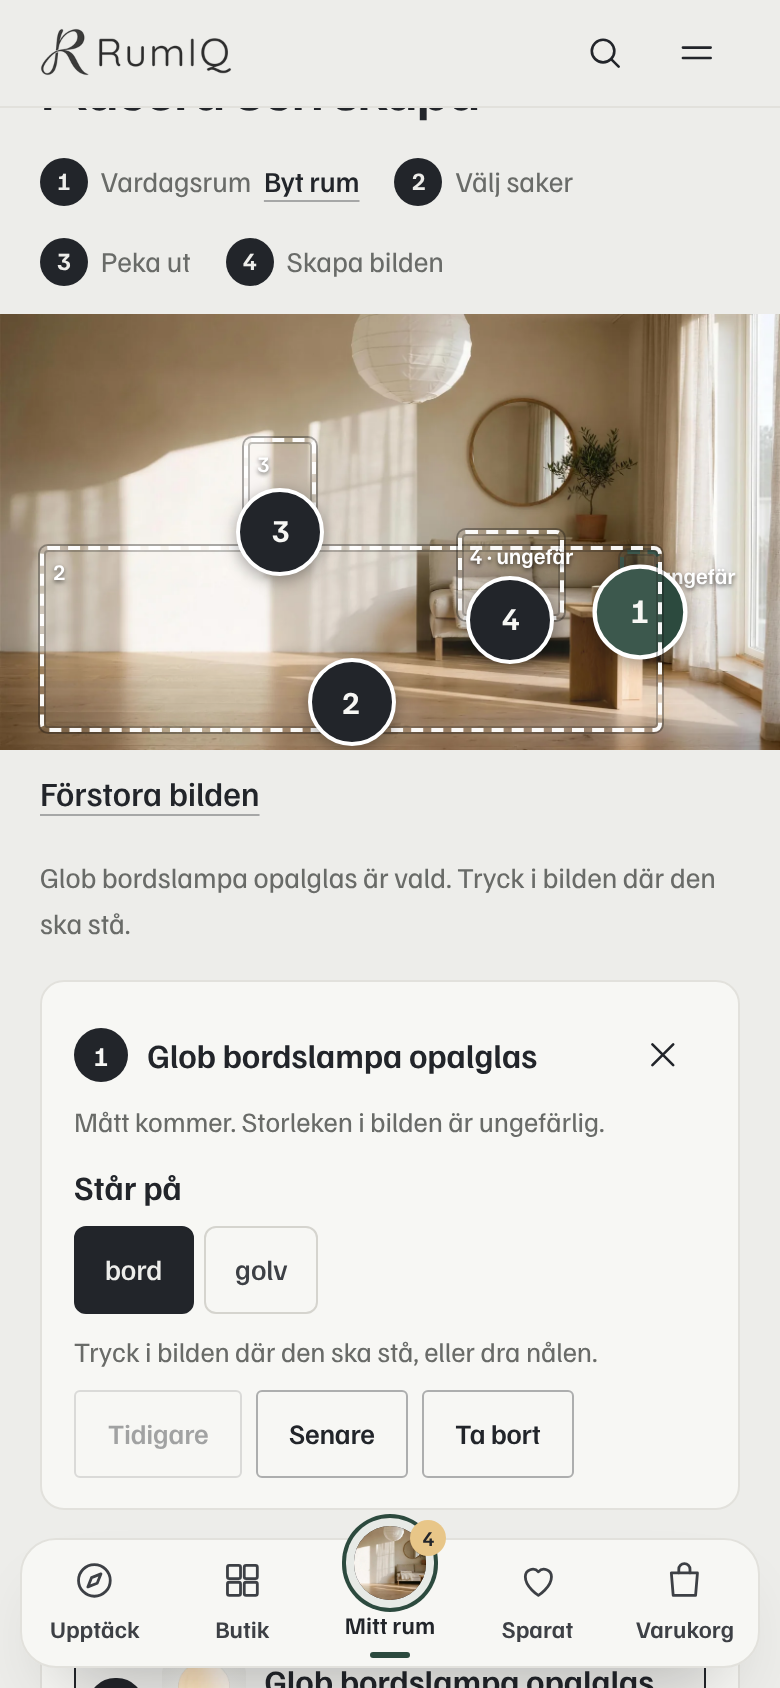 RumIQ
Placera och skapa
1 Vardagsrum Byt rum 2 Välj saker
3 Peka ut 4 Skapa bilden
3
3
2
4 · ungefär
ngefär
4
1
2
Förstora bilden
Glob bordslampa opalglas är vald. Tryck i bilden där den
ska stå.
1 Glob bordslampa opalglas
Mått kommer. Storleken i bilden är ungefärlig.
Står på
bord golv
Tryck i bilden där den ska stå, eller dra nålen.
Tidigare Senare Ta bort
4
Upptäck Butik Mitt rum Sparat Varukorg
Glob bordslampa opalglas